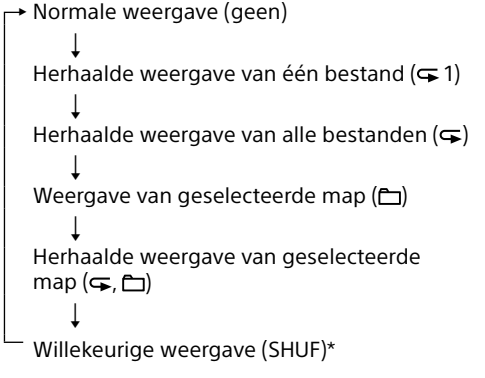 Normale weergave (geen)
Herhaalde weergave van één bestand (1)
Herhaalde weergave van alle bestanden ()
Weergave van geselecteerde map ()
Herhaalde weergave van geselecteerde
map (, )
Willekeurige weergave (SHUF)*